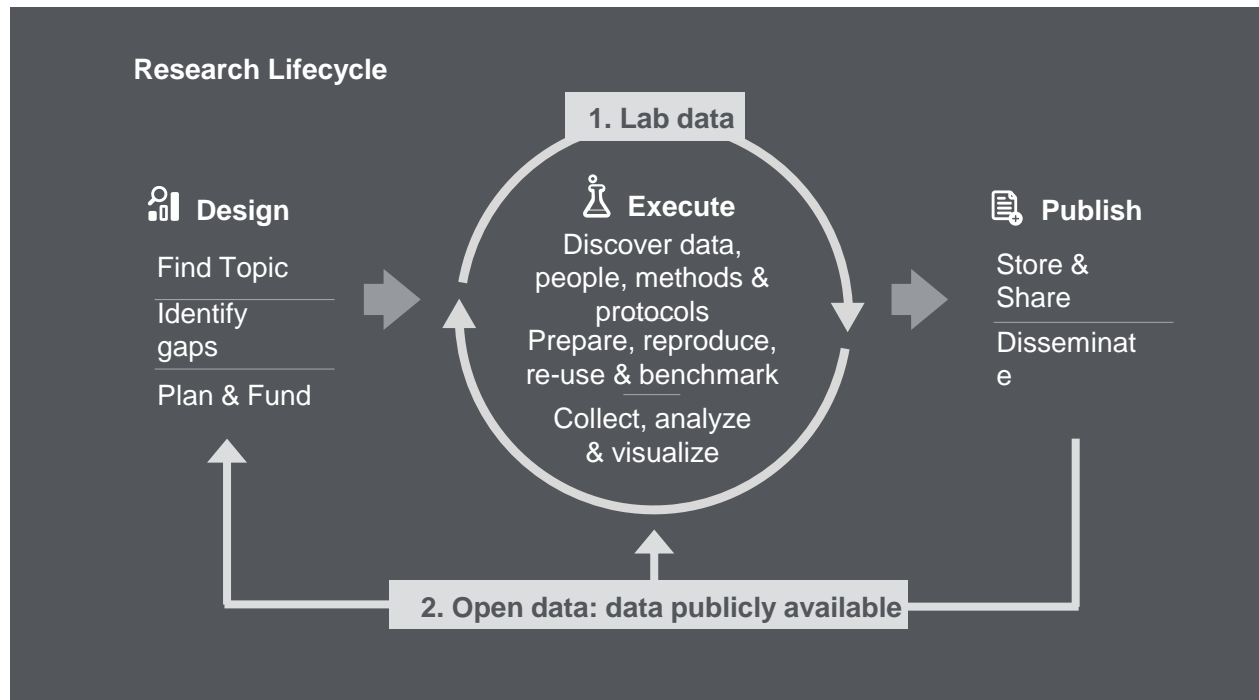 Research Lifecycle
1. Lab data
Design
Find Topic
Identify
gaps
Plan & Fund
Execute
Discover data,
people, methods &
protocols
Prepare, reproduce,
re-use & benchmark
Collect, analyze
& visualize
Publish
Store &
Share
Disseminat
e
2. Open data: data publicly available